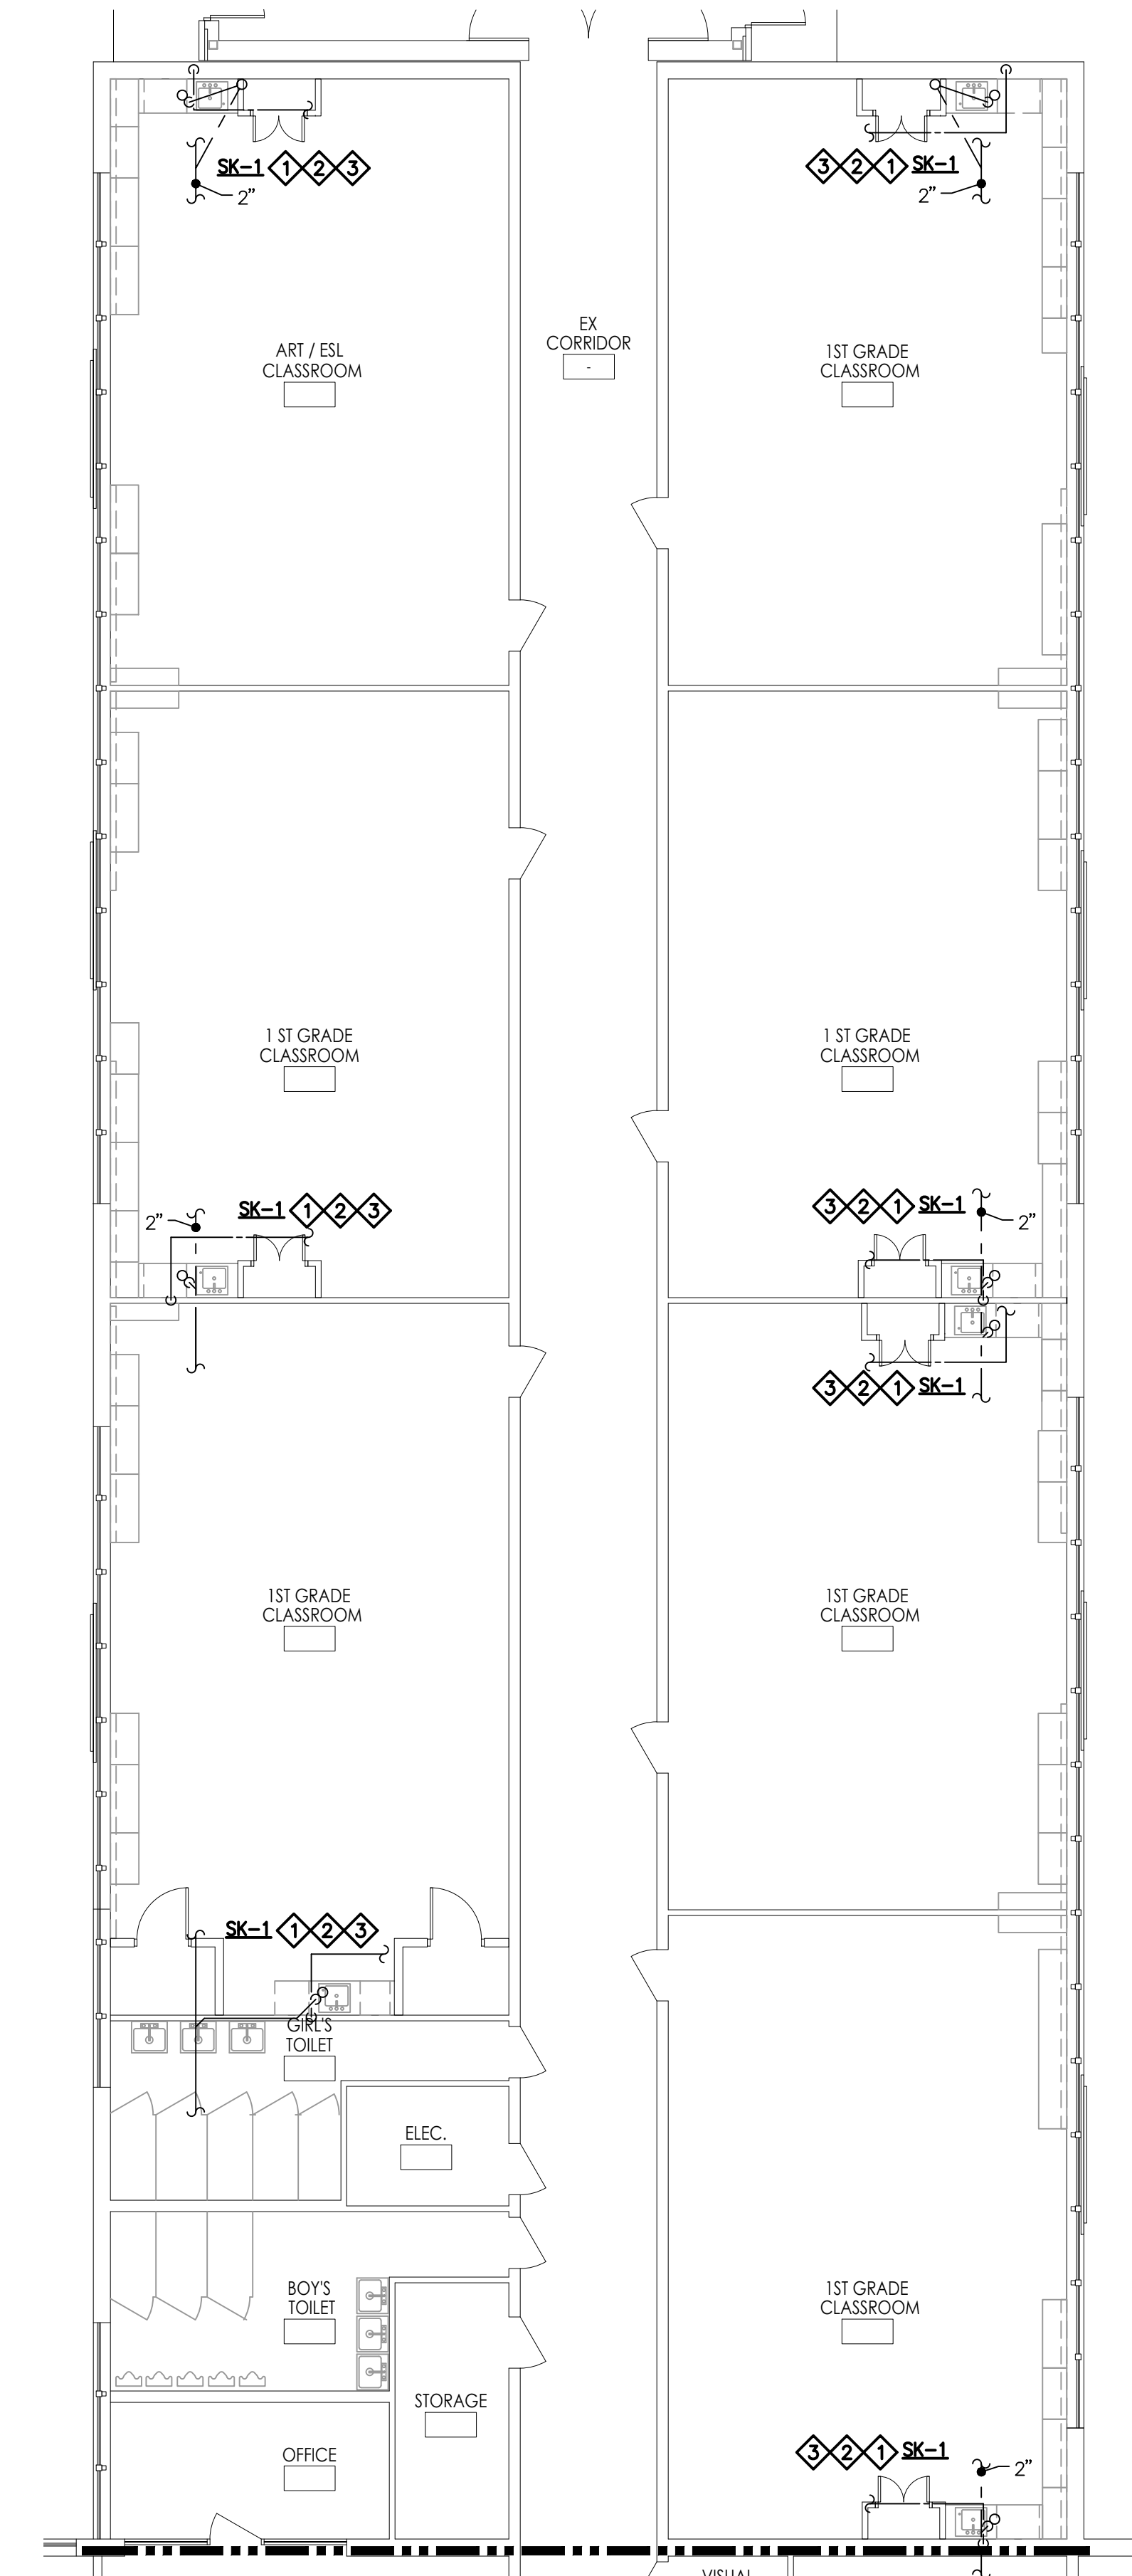 SK-1 1 2 3
2"
3 2 1 SK-1
2"
EX
CORRIDOR
-
ART / ESL
CLASSROOM
1ST GRADE
CLASSROOM
1 ST GRADE
CLASSROOM
1 ST GRADE
CLASSROOM
2"
SK-1 1 2 3
3 2 1 SK-1
2"
3 2 1 SK-1
1ST GRADE
CLASSROOM
1ST GRADE
CLASSROOM
SK-1 1 2 3
GIRL'S
TOILET
ELEC.
BOY'S
TOILET
1ST GRADE
CLASSROOM
STORAGE
OFFICE
3 2 1 SK-1
2"
VISUAL